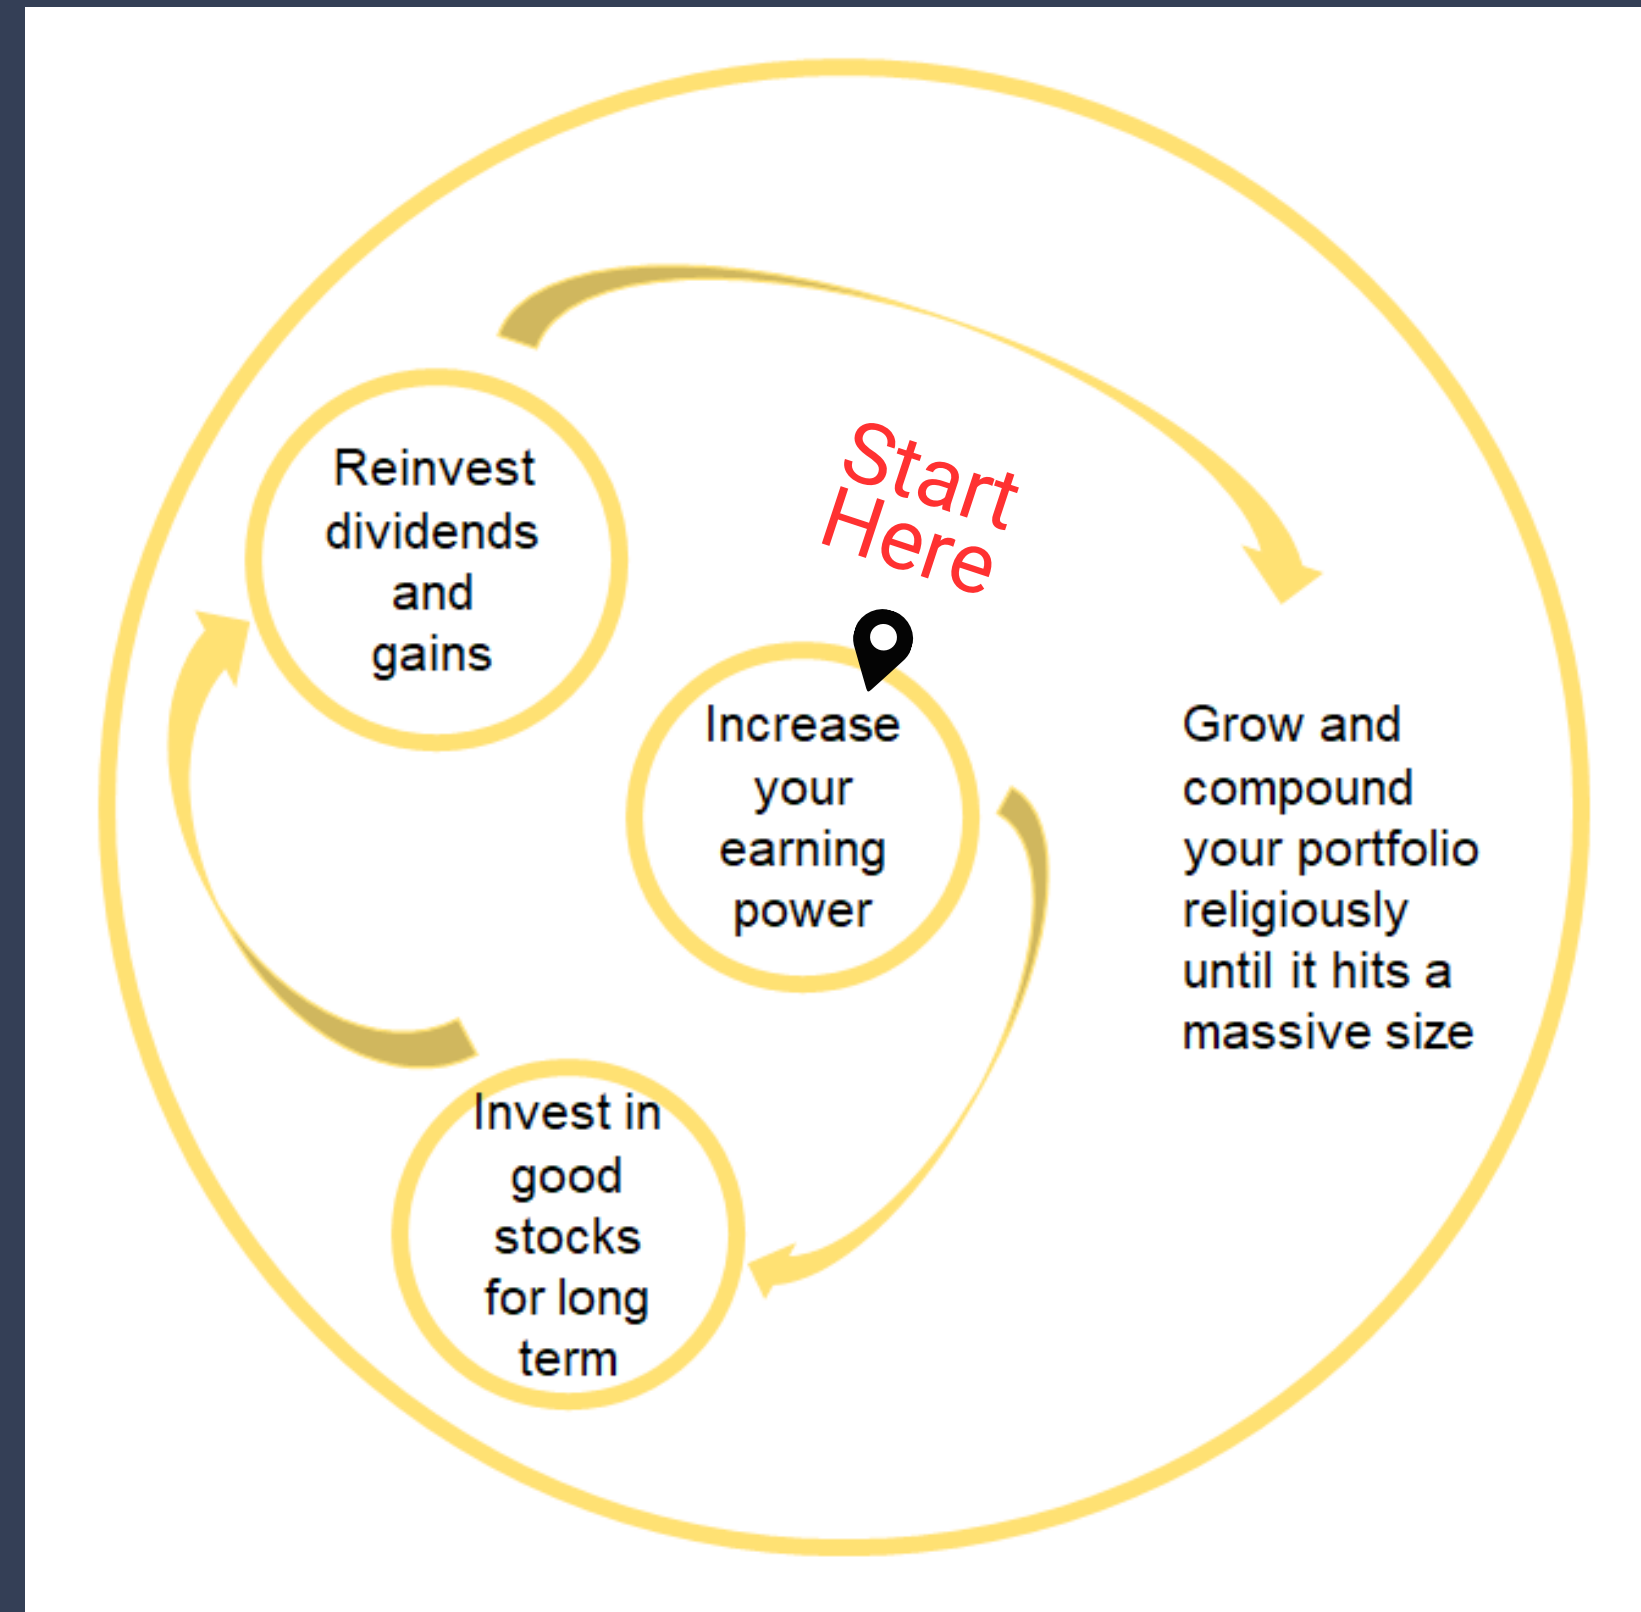 Start
Here
Increase
your
earning
power
Invest in
good
stocks
for long
term
Reinvest
dividends
and
gains
Grow and
compound
your portfolio
religiously
until it hits a
massive size